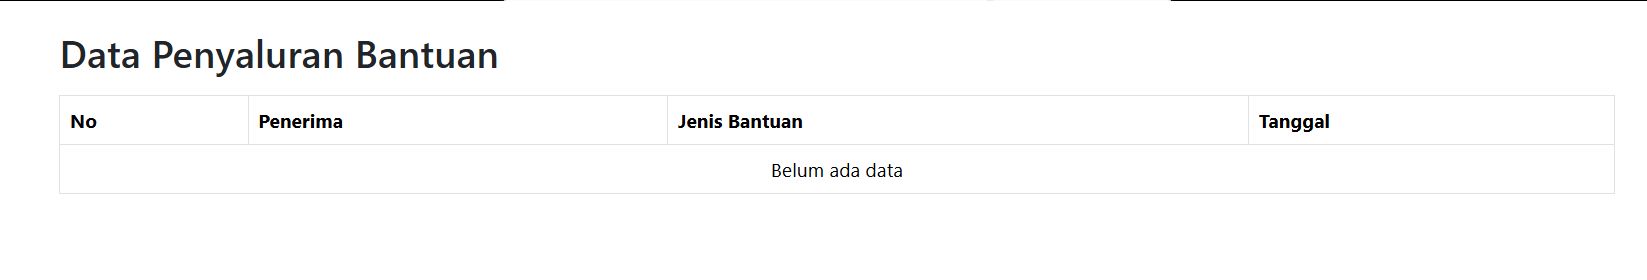 Data Penyaluran Bantuan
No Penerima Jenis Bantuan Tanggal
Belum ada data